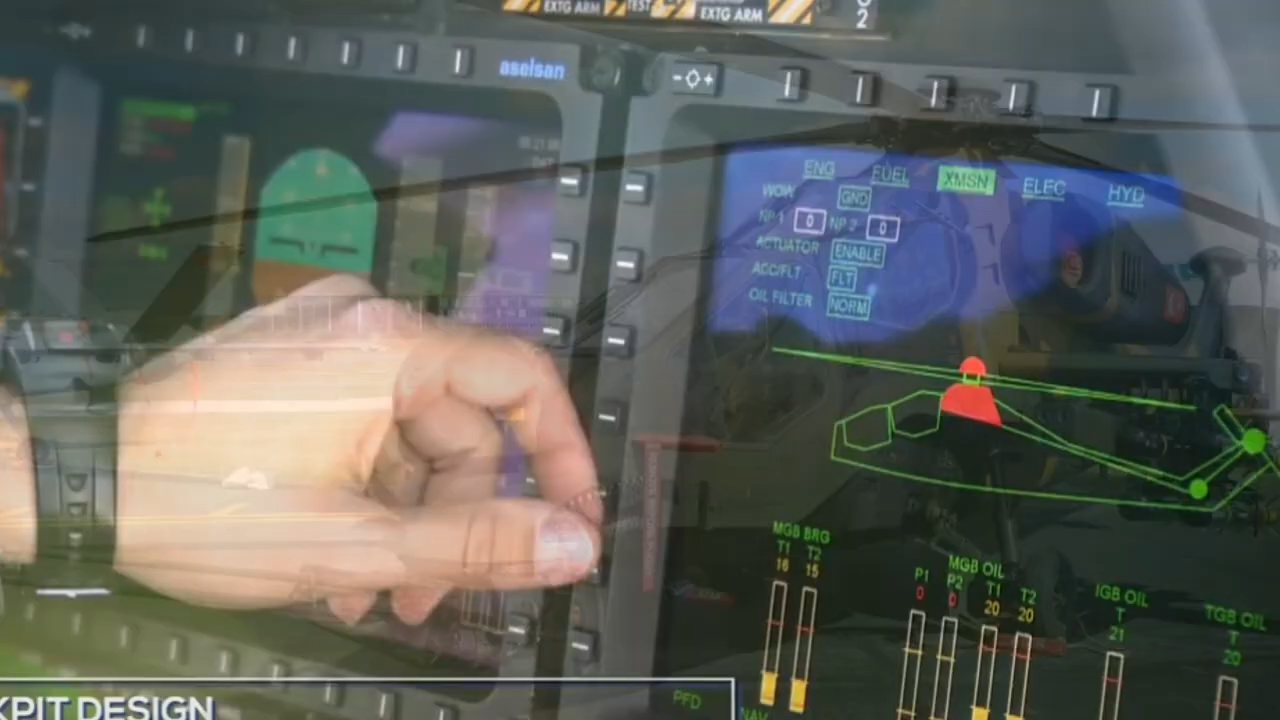 EXTG ARM TEST EXTG ARM
2
aselsan
ENG FUEL XMSN ELEC HYD
WOW GND
NP 1 0 NP 2 0
ACTUATOR ENABLE
ACC/FLT FLT
OIL FILTER NORM
MGB BRG
T1 T2
16 15
MGB OIL
P1 P2 T1 T2
0 0 20 20
IGB OIL
T
21
TGB OIL
T
20
PFD
NAV
KPIT DESIGN